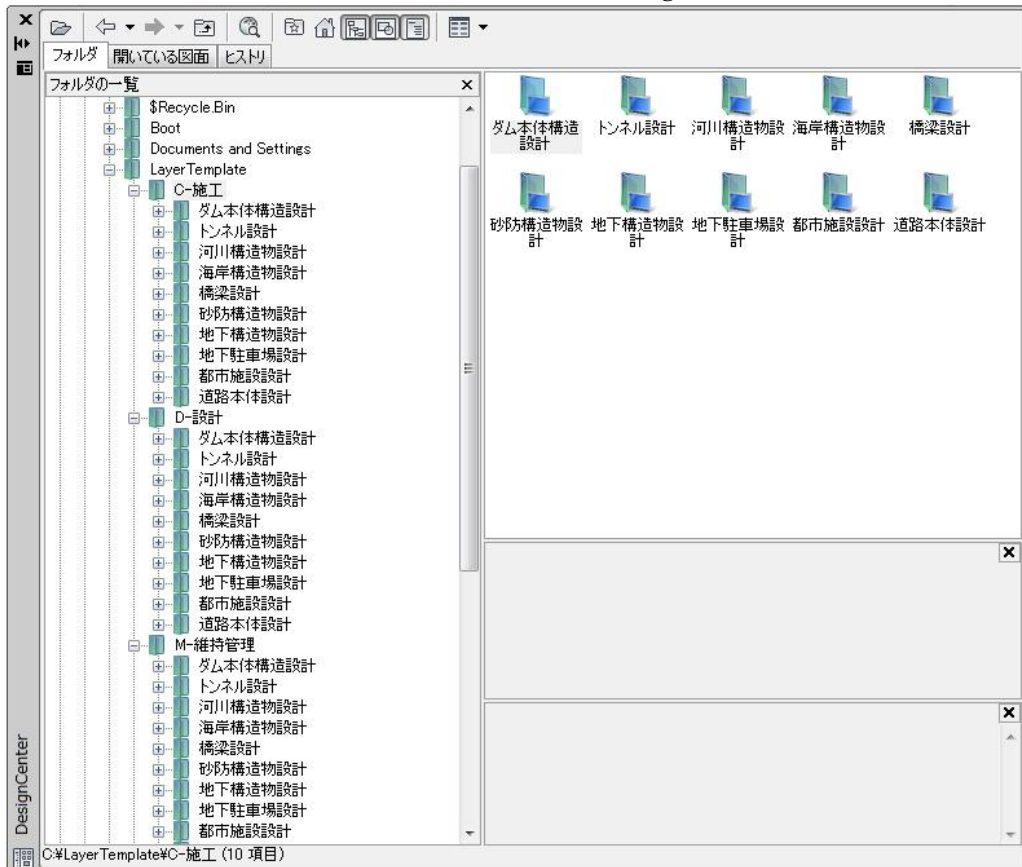 フォルダ
開いている図面
ヒストリ
フォルダの一覧
$Recycle.Bin
Boot
Documents and Settings
LayerTemplate
C-施工
ダム本体構造設計
トンネル設計
河川構造物設計
海岸構造物設計
橋梁設計
砂防構造物設計
地下構造物設計
地下駐車場設計
都市施設設計
道路本体設計
D-設計
ダム本体構造設計
トンネル設計
河川構造物設計
海岸構造物設計
橋梁設計
砂防構造物設計
地下構造物設計
地下駐車場設計
都市施設設計
道路本体設計
M-維持管理
ダム本体構造設計
トンネル設計
河川構造物設計
海岸構造物設計
橋梁設計
砂防構造物設計
地下構造物設計
地下駐車場設計
都市施設設計
ダム本体構造
設計
トンネル設計
河川構造物設
計
海岸構造物設
計
橋梁設計
砂防構造物設
計
地下構造物設
計
地下駐車場設
計
都市施設設計
道路本体設計
DesignCenter
C:¥LayerTemplate¥C-施工 (10 項目)